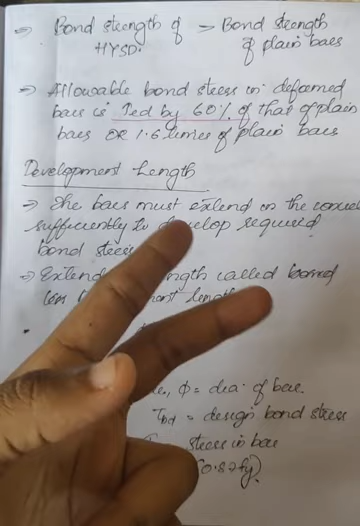 ⇒ Bond strength of > Bond strength
HYSD. of plain bars
⇒ Allowable bond stress in deformed
bars is ↑ed by 60% of that of plain
bars OR 1.6 times of plain bars
Development Length
⇒ The bars must extend in the
sufficiently to develop required
bond stress
⇒ length called
length
φ = dia. of bar.
τbd = design bond stress
stress in bar
(0.87fy)